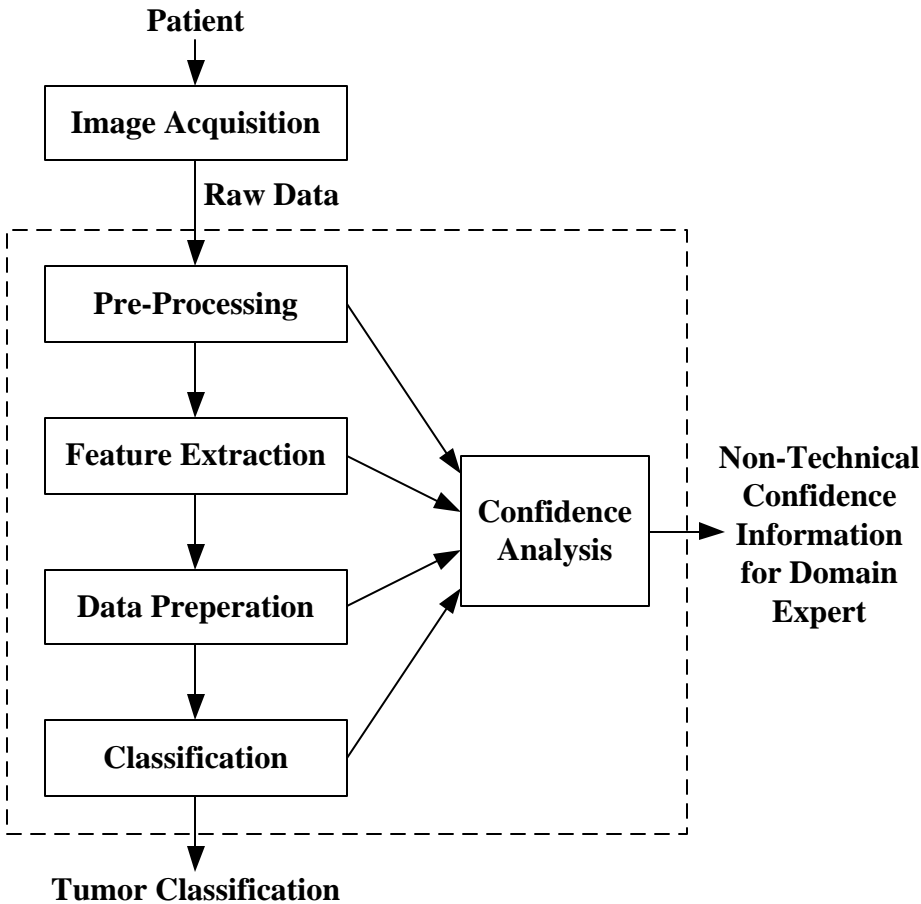 Patient
Image Acquisition
Raw Data
Pre-Processing
Feature Extraction
Data Preperation
Classification
Tumor Classification
Confidence
Analysis
Non-Technical
Confidence
Information
for Domain
Expert